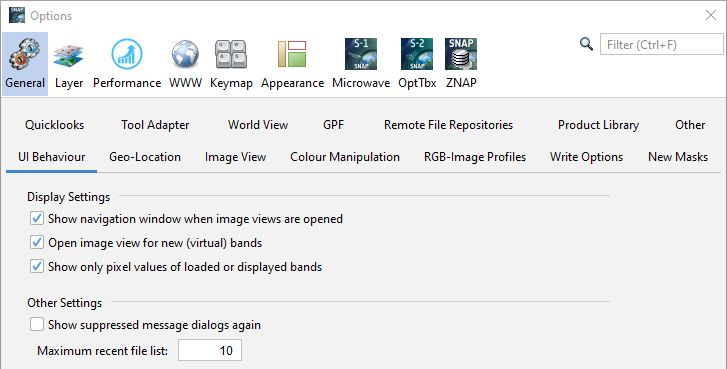 Options
Filter (Ctrl+F)
S-1 S-2 SNAP
SNAP SNAP
General Layer Performance WWW Keymap Appearance Microwave OptTbx ZNAP
Quicklooks Tool Adapter World View GPF Remote File Repositories Product Library Other
UI Behaviour Geo-Location Image View Colour Manipulation RGB-Image Profiles Write Options New Masks
Display Settings
Show navigation window when image views are opened
Open image view for new (virtual) bands
Show only pixel values of loaded or displayed bands
Other Settings
Show suppressed message dialogs again
Maximum recent file list: 10